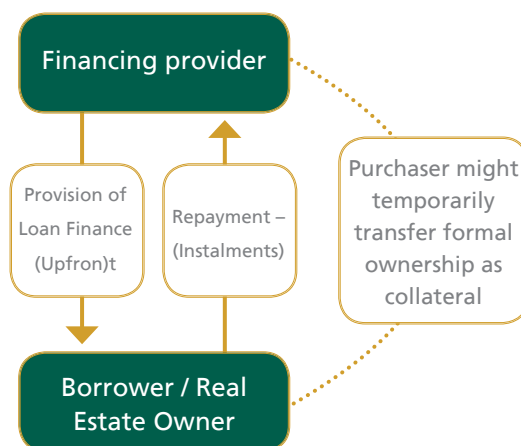 Financing provider
Provision of
Loan Finance
(Upfron)t
Repayment –
(Instalments)
Purchaser might
temporarily
transfer formal
ownership as
collateral
Borrower / Real
Estate Owner